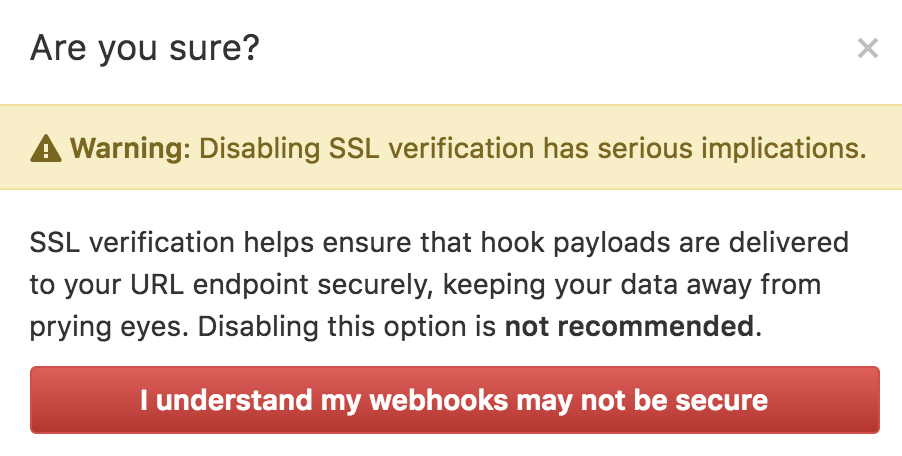 Are you sure?
Warning: Disabling SSL verification has serious implications.
SSL verification helps ensure that hook payloads are delivered
to your URL endpoint securely, keeping your data away from
prying eyes. Disabling this option is not recommended.
I understand my webhooks may not be secure